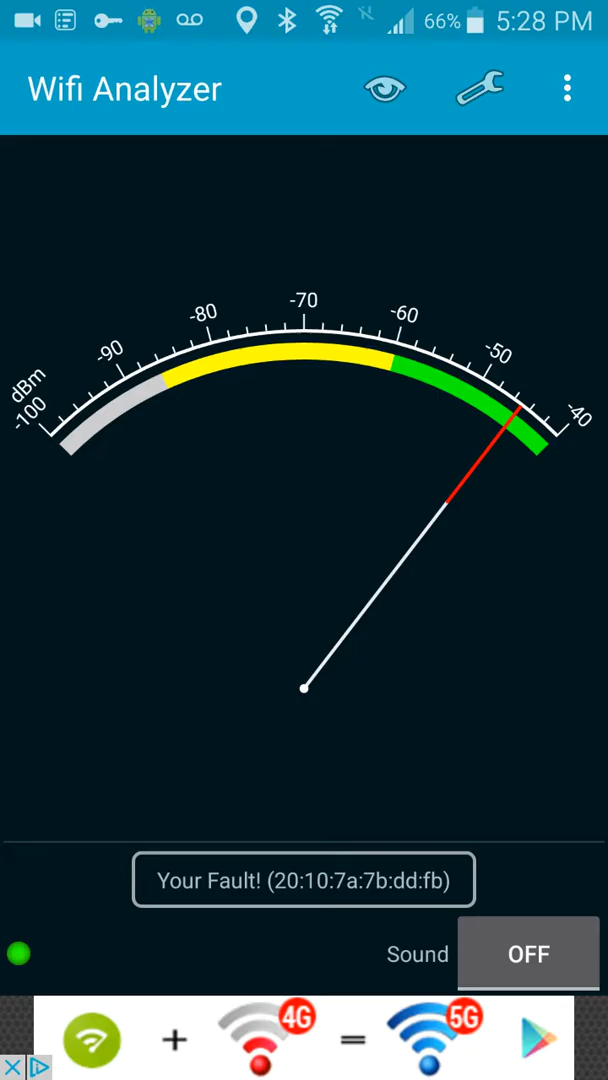 66% 5:28 PM
Wifi Analyzer
-70
-80
-60
-90
-50
dBm
-100
-40
Your Fault! (20:10:7a:7b:dd:fb)
Sound OFF
4G 5G
+ =